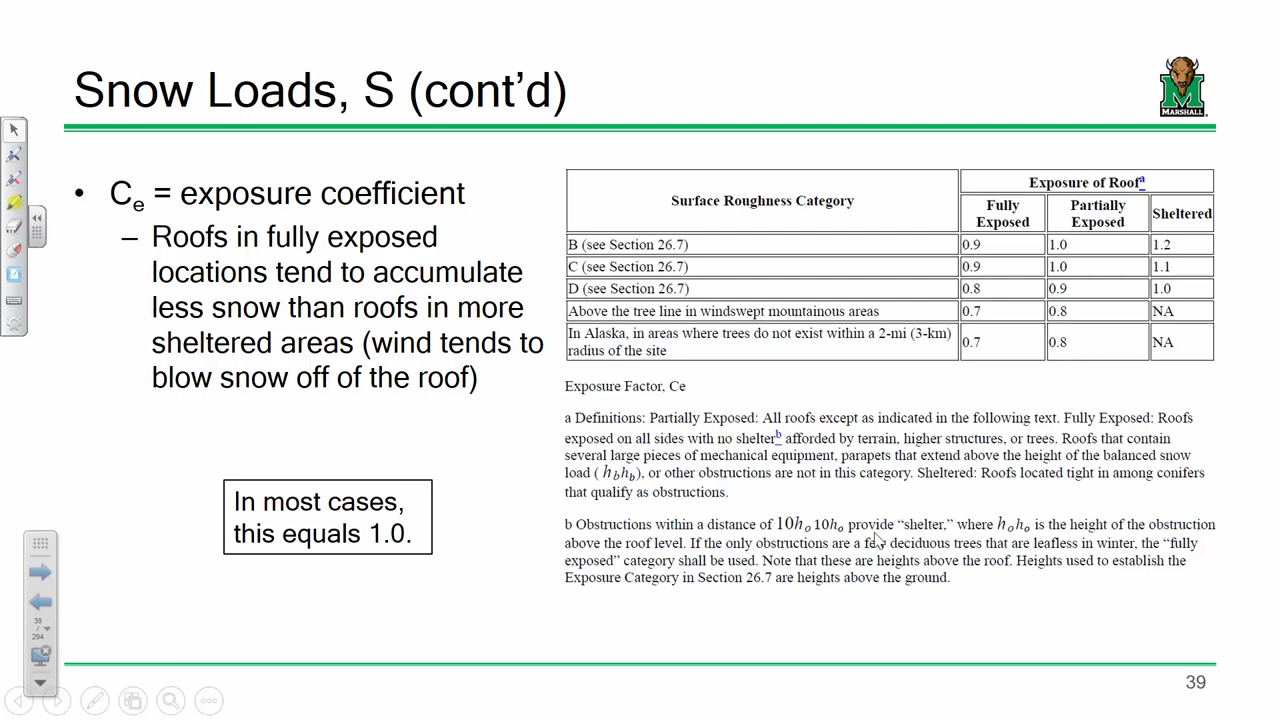 Snow Loads, S (cont’d)
MARSHALL
• Ce = exposure coefficient
– Roofs in fully exposed
locations tend to accumulate
less snow than roofs in more
sheltered areas (wind tends to
blow snow off of the roof)
In most cases,
this equals 1.0.
Surface Roughness Category
Exposure of Roofa
Fully Exposed
Partially Exposed
Sheltered
B (see Section 26.7) 0.9 1.0 1.2
C (see Section 26.7) 0.9 1.0 1.1
D (see Section 26.7) 0.8 0.9 1.0
Above the tree line in windswept mountainous areas 0.7 0.8 NA
In Alaska, in areas where trees do not exist within a 2-mi (3-km)
radius of the site 0.7 0.8 NA
Exposure Factor, Ce
a Definitions: Partially Exposed: All roofs except as indicated in the following text. Fully Exposed: Roofs
exposed on all sides with no shelterb afforded by terrain, higher structures, or trees. Roofs that contain
several large pieces of mechanical equipment, parapets that extend above the height of the balanced snow
load ( hbhb), or other obstructions are not in this category. Sheltered: Roofs located tight in among conifers
that qualify as obstructions.
b Obstructions within a distance of 10ho10ho provide “shelter,” where hoho is the height of the obstruction
above the roof level. If the only obstructions are a few deciduous trees that are leafless in winter, the “fully
exposed” category shall be used. Note that these are heights above the roof. Heights used to establish the
Exposure Category in Section 26.7 are heights above the ground.
39
/
294
39